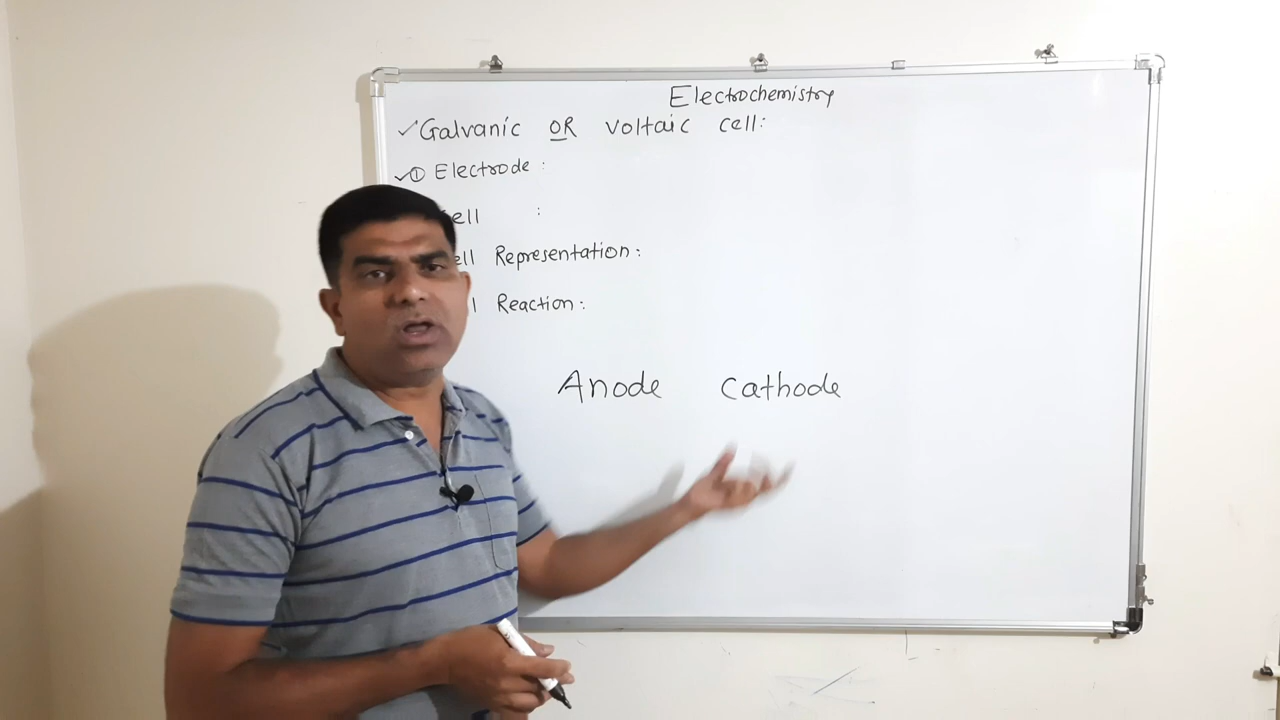 Electrochemistry
✓Galvanic OR Voltaic cell:
✓① Electrode :
ell :
ell Representation:
l Reaction:
Anode Cathode